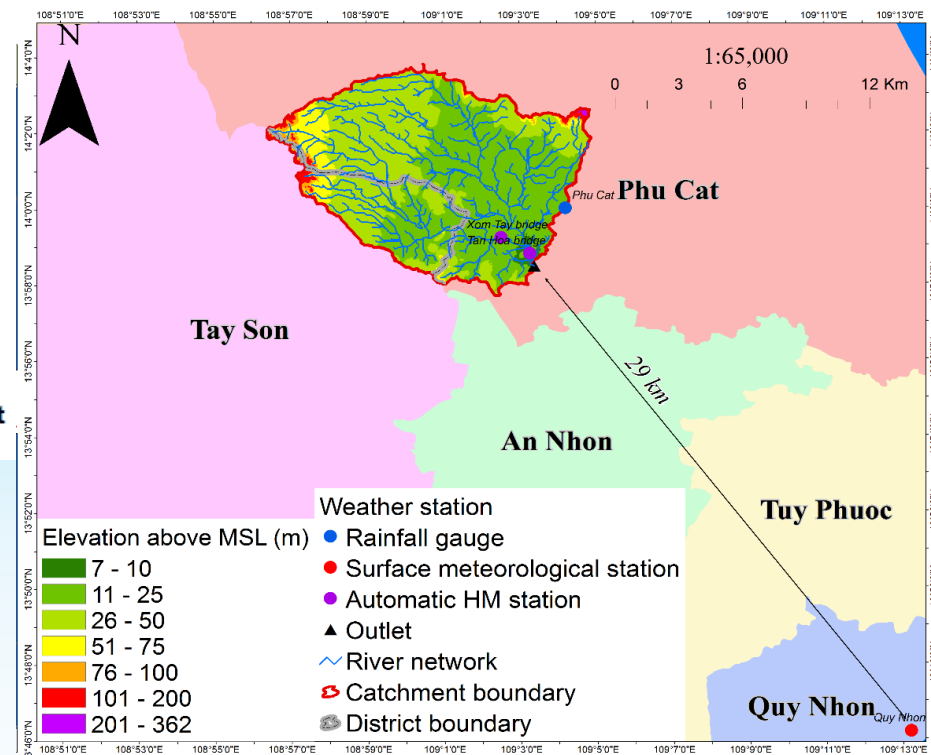 108°51'0"E 108°53'0"E 108°55'0"E 108°57'0"E 108°59'0"E 109°1'0"E 109°3'0"E 109°5'0"E 109°7'0"E 109°9'0"E 109°11'0"E 109°13'0"E
N
1:65,000
0 3 6 12 Km
14°4'0"N
14°2'0"N
14°0'0"N
13°58'0"N
13°56'0"N
13°54'0"N
13°52'0"N
13°50'0"N
13°48'0"N
13°46'0"N
Phu Cat
Phu Cat
Xom Tay bridge
Tan Hoa bridge
Tay Son
29 km
t
An Nhon
Tuy Phuoc
Quy Nhon
Quy Nhon
Elevation above MSL (m)
7 - 10
11 - 25
26 - 50
51 - 75
76 - 100
101 - 200
201 - 362
Weather station
Rainfall gauge
Surface meteorological station
Automatic HM station
Outlet
River network
Catchment boundary
District boundary
108°51'0"E 108°53'0"E 108°55'0"E 108°57'0"E 108°59'0"E 109°1'0"E 109°3'0"E 109°5'0"E 109°7'0"E 109°9'0"E 109°11'0"E 109°13'0"E